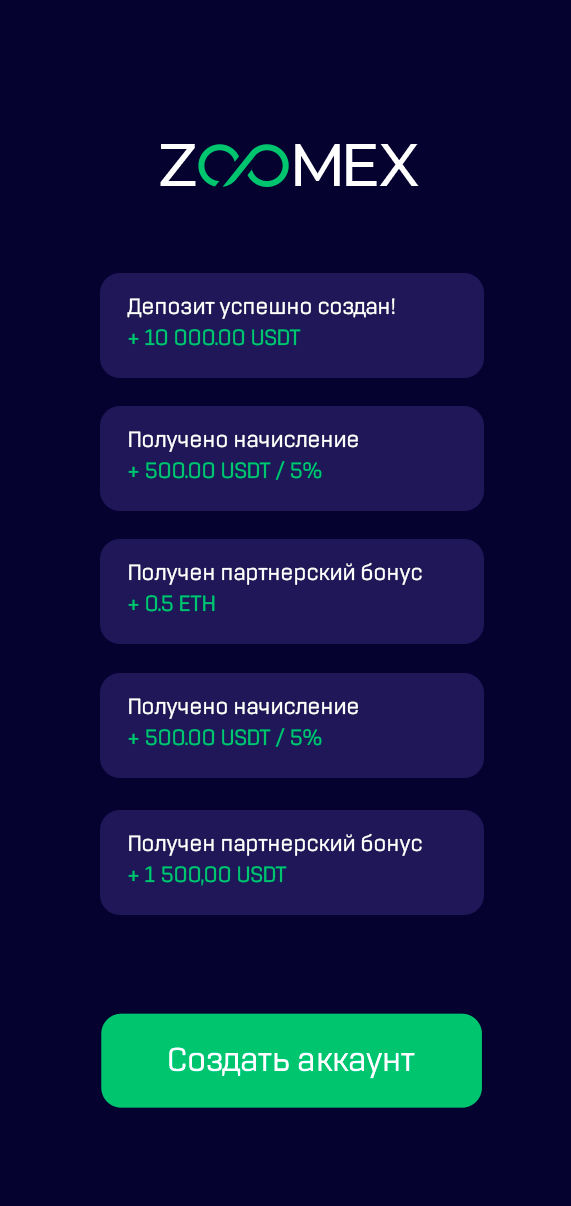 ZOOMEX
Депозит успешно создан!
+ 10 000.00 USDT
Получено начисление
+ 500.00 USDT / 5%
Получен партнерский бонус
+ 0.5 ETH
Получено начисление
+ 500.00 USDT / 5%
Получен партнерский бонус
+ 1 500,00 USDT
Создать аккаунт